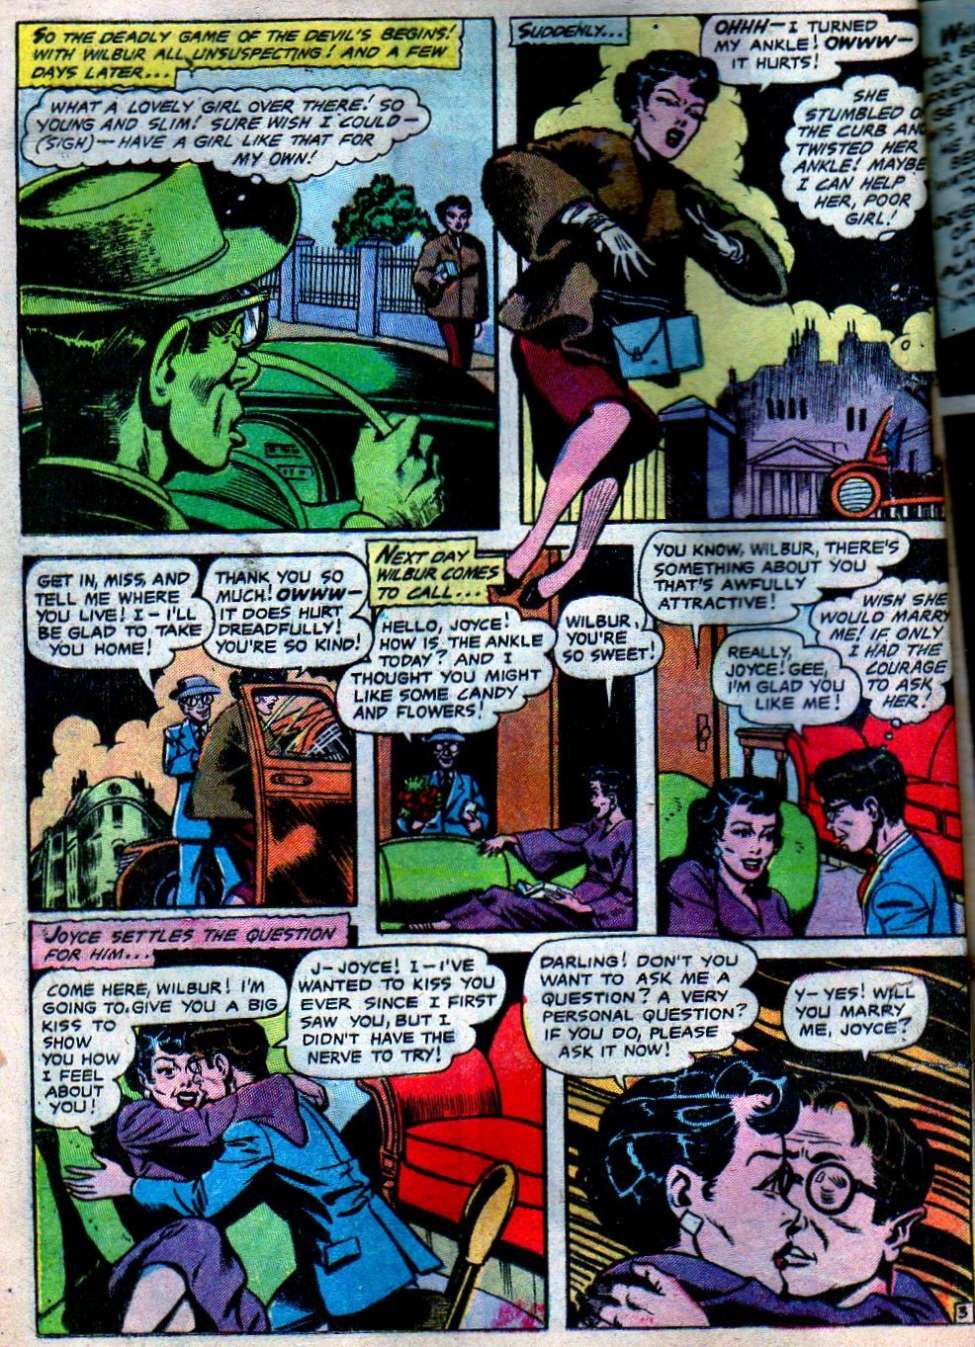 SO THE DEADLY GAME OF THE DEVIL'S BEGINS!
WITH WILBUR ALL UNSUSPECTING! AND A FEW
DAYS LATER...
WHAT A LOVELY GIRL OVER THERE! SO
YOUNG AND SLIM! SURE WISH I COULD—
(SIGH)—HAVE A GIRL LIKE THAT FOR
MY OWN!
SUDDENLY...
OHHH—I TURNED
MY ANKLE! OWWW—
IT HURTS!
SHE
STUMBLED
THE CURB AND
TWISTED HER
ANKLE! MAYBE
I CAN HELP
HER, POOR
GIRL!
GET IN, MISS, AND
TELL ME WHERE
YOU LIVE! I-I'LL
BE GLAD TO TAKE
YOU HOME!
THANK YOU SO
MUCH! OWWW—
IT DOES HURT
DREADFULLY!
YOU'RE SO KIND!
NEXT DAY
WILBUR COMES
TO CALL...
HELLO, JOYCE!
HOW IS THE ANKLE
TODAY? AND I
THOUGHT YOU MIGHT
LIKE SOME CANDY
AND FLOWERS!
WILBUR,
YOU'RE
SO SWEET!
YOU KNOW, WILBUR, THERE'S
SOMETHING ABOUT YOU
THAT'S AWFULLY
ATTRACTIVE!
REALLY,
JOYCE! GEE,
I'M GLAD YOU
LIKE ME!
WISH SHE
WOULD MARRY
ME! IF ONLY
I HAD THE
COURAGE
TO ASK
HER!
JOYCE SETTLES THE QUESTION
FOR HIM...
COME HERE, WILBUR! I'M
GOING TO GIVE YOU A BIG
KISS TO
SHOW
YOU HOW
I FEEL
ABOUT
YOU!
J-JOYCE! I-I'VE
WANTED TO KISS YOU
EVER SINCE I FIRST
SAW YOU, BUT I
DIDN'T HAVE THE
NERVE TO TRY!
DARLING! DON'T YOU
WANT TO ASK ME A
QUESTION? A VERY
PERSONAL QUESTION?
IF YOU DO, PLEASE
ASK IT NOW!
Y-YES! WILL
YOU MARRY
ME, JOYCE?
3